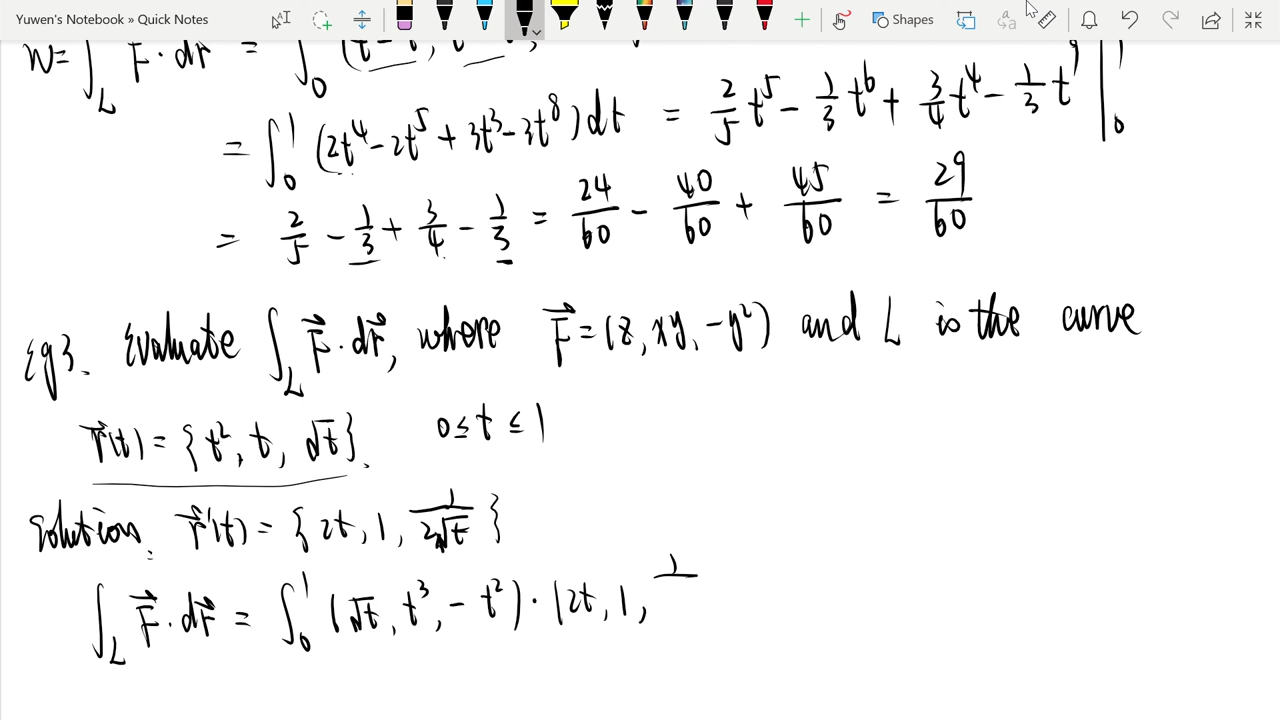 Yuwen's Notebook » Quick Notes
Shapes
W = ∫_L F⃗ · dr⃗ = ∫_0
= ∫_0^1 (2t^4 - 2t^5 + 3t^3 - 3t^8) dt = 2/5 t^5 - 1/3 t^6 + 3/4 t^4 - 1/3 t^9 |_0^1
= 2/5 - 1/3 + 3/4 - 1/3 = 24/60 - 40/60 + 45/60 = 29/60
Eg3. Evaluate ∫_L F⃗ · dr⃗, where F⃗ = (z, xy, -y²) and L is the curve
r⃗(t) = {t², t, √t}. 0 ≤ t ≤ 1
Solution: r⃗'(t) = {2t, 1, 1/(2√t)}
∫_L F⃗ · dr⃗ = ∫_0^1 (√t, t³, -t²) · (2t, 1, 1/